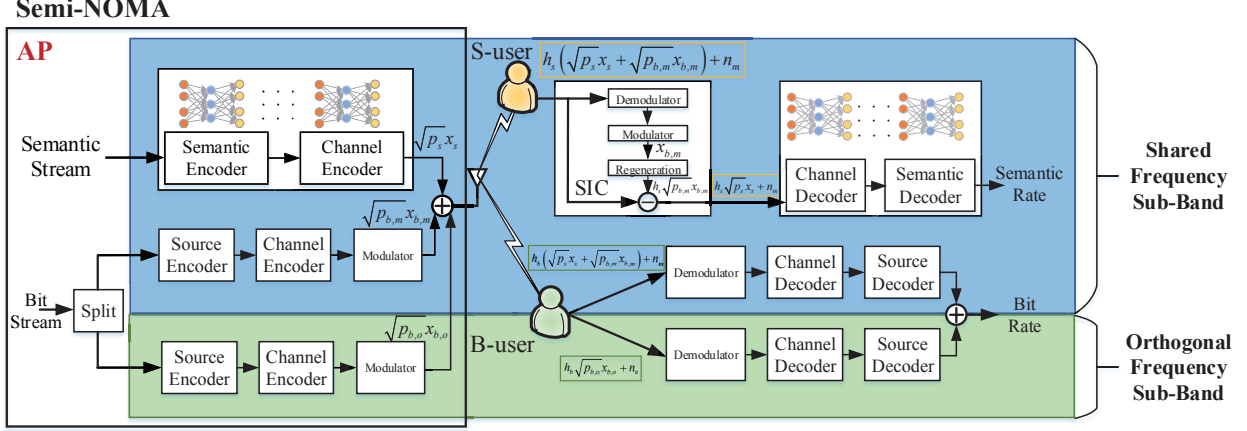 Semi-NOMA
AP
S-user
h_s(√p_s x_s + √p_{b,m} x_{b,m}) + n_m
Semantic
Stream
Semantic
Encoder
Channel
Encoder
√p_s x_s
Demodulator
Modulator
x_{b,m}
Regeneration
SIC
h_s √p_{b,m} x_{b,m}
h_s √p_s x_s + n_m
Channel
Decoder
Semantic
Decoder
Semantic
Rate
Shared
Frequency
Sub-Band
√p_{b,m} x_{b,m}
Source
Encoder
Channel
Encoder
Modulator
h_b(√p_s x_s + √p_{b,m} x_{b,m}) + n_m
Demodulator
Channel
Decoder
Source
Decoder
Bit
Stream
Split
B-user
Bit
Rate
√p_{b,o} x_{b,o}
Source
Encoder
Channel
Encoder
Modulator
h_b √p_{b,o} x_{b,o} + n_o
Demodulator
Channel
Decoder
Source
Decoder
Orthogonal
Frequency
Sub-Band